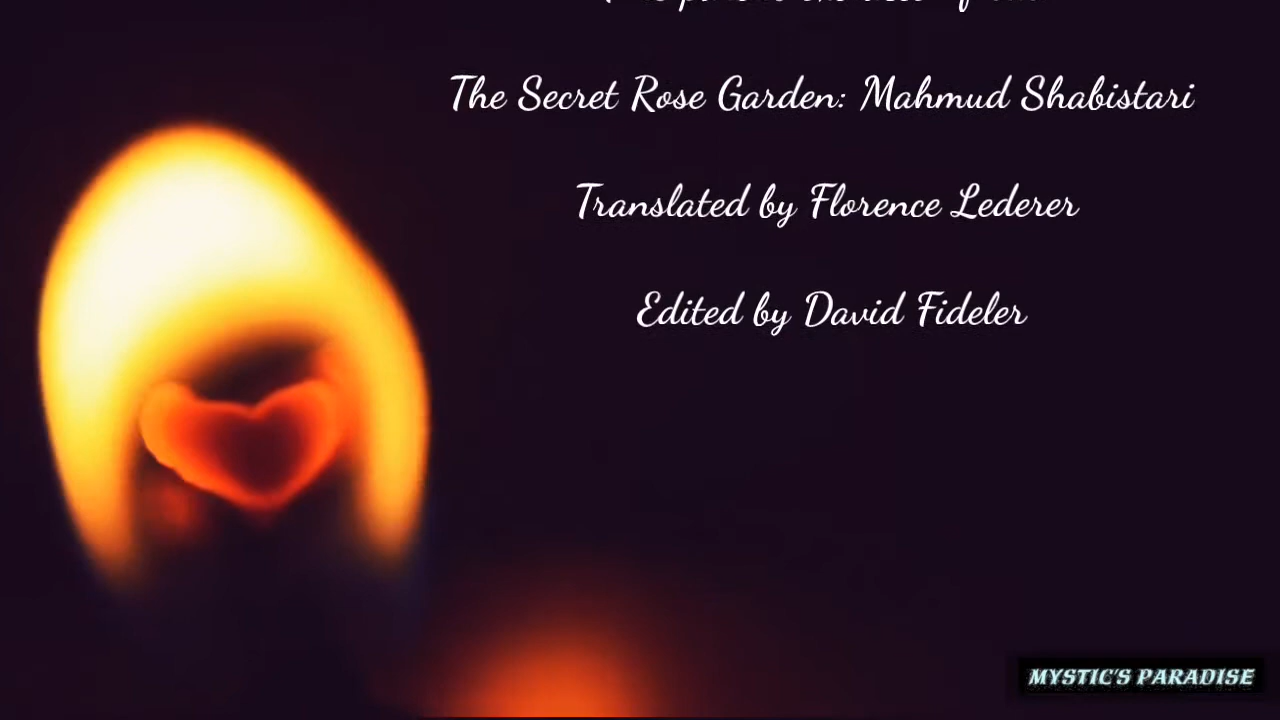 The Secret Rose Garden: Mahmud Shabistari
Translated by Florence Lederer
Edited by David Fideler
MYSTIC'S PARADISE